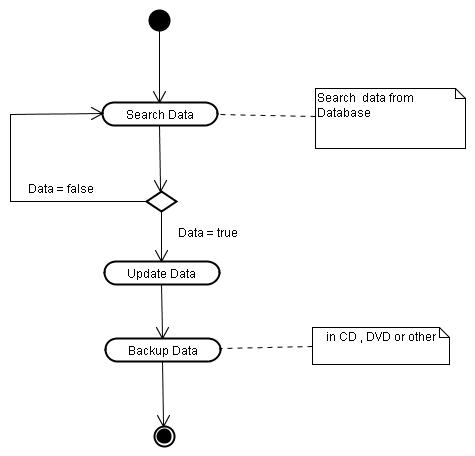 Search Data
Search data from
Database
Data = false
Data = true
Update Data
Backup Data
in CD , DVD or other